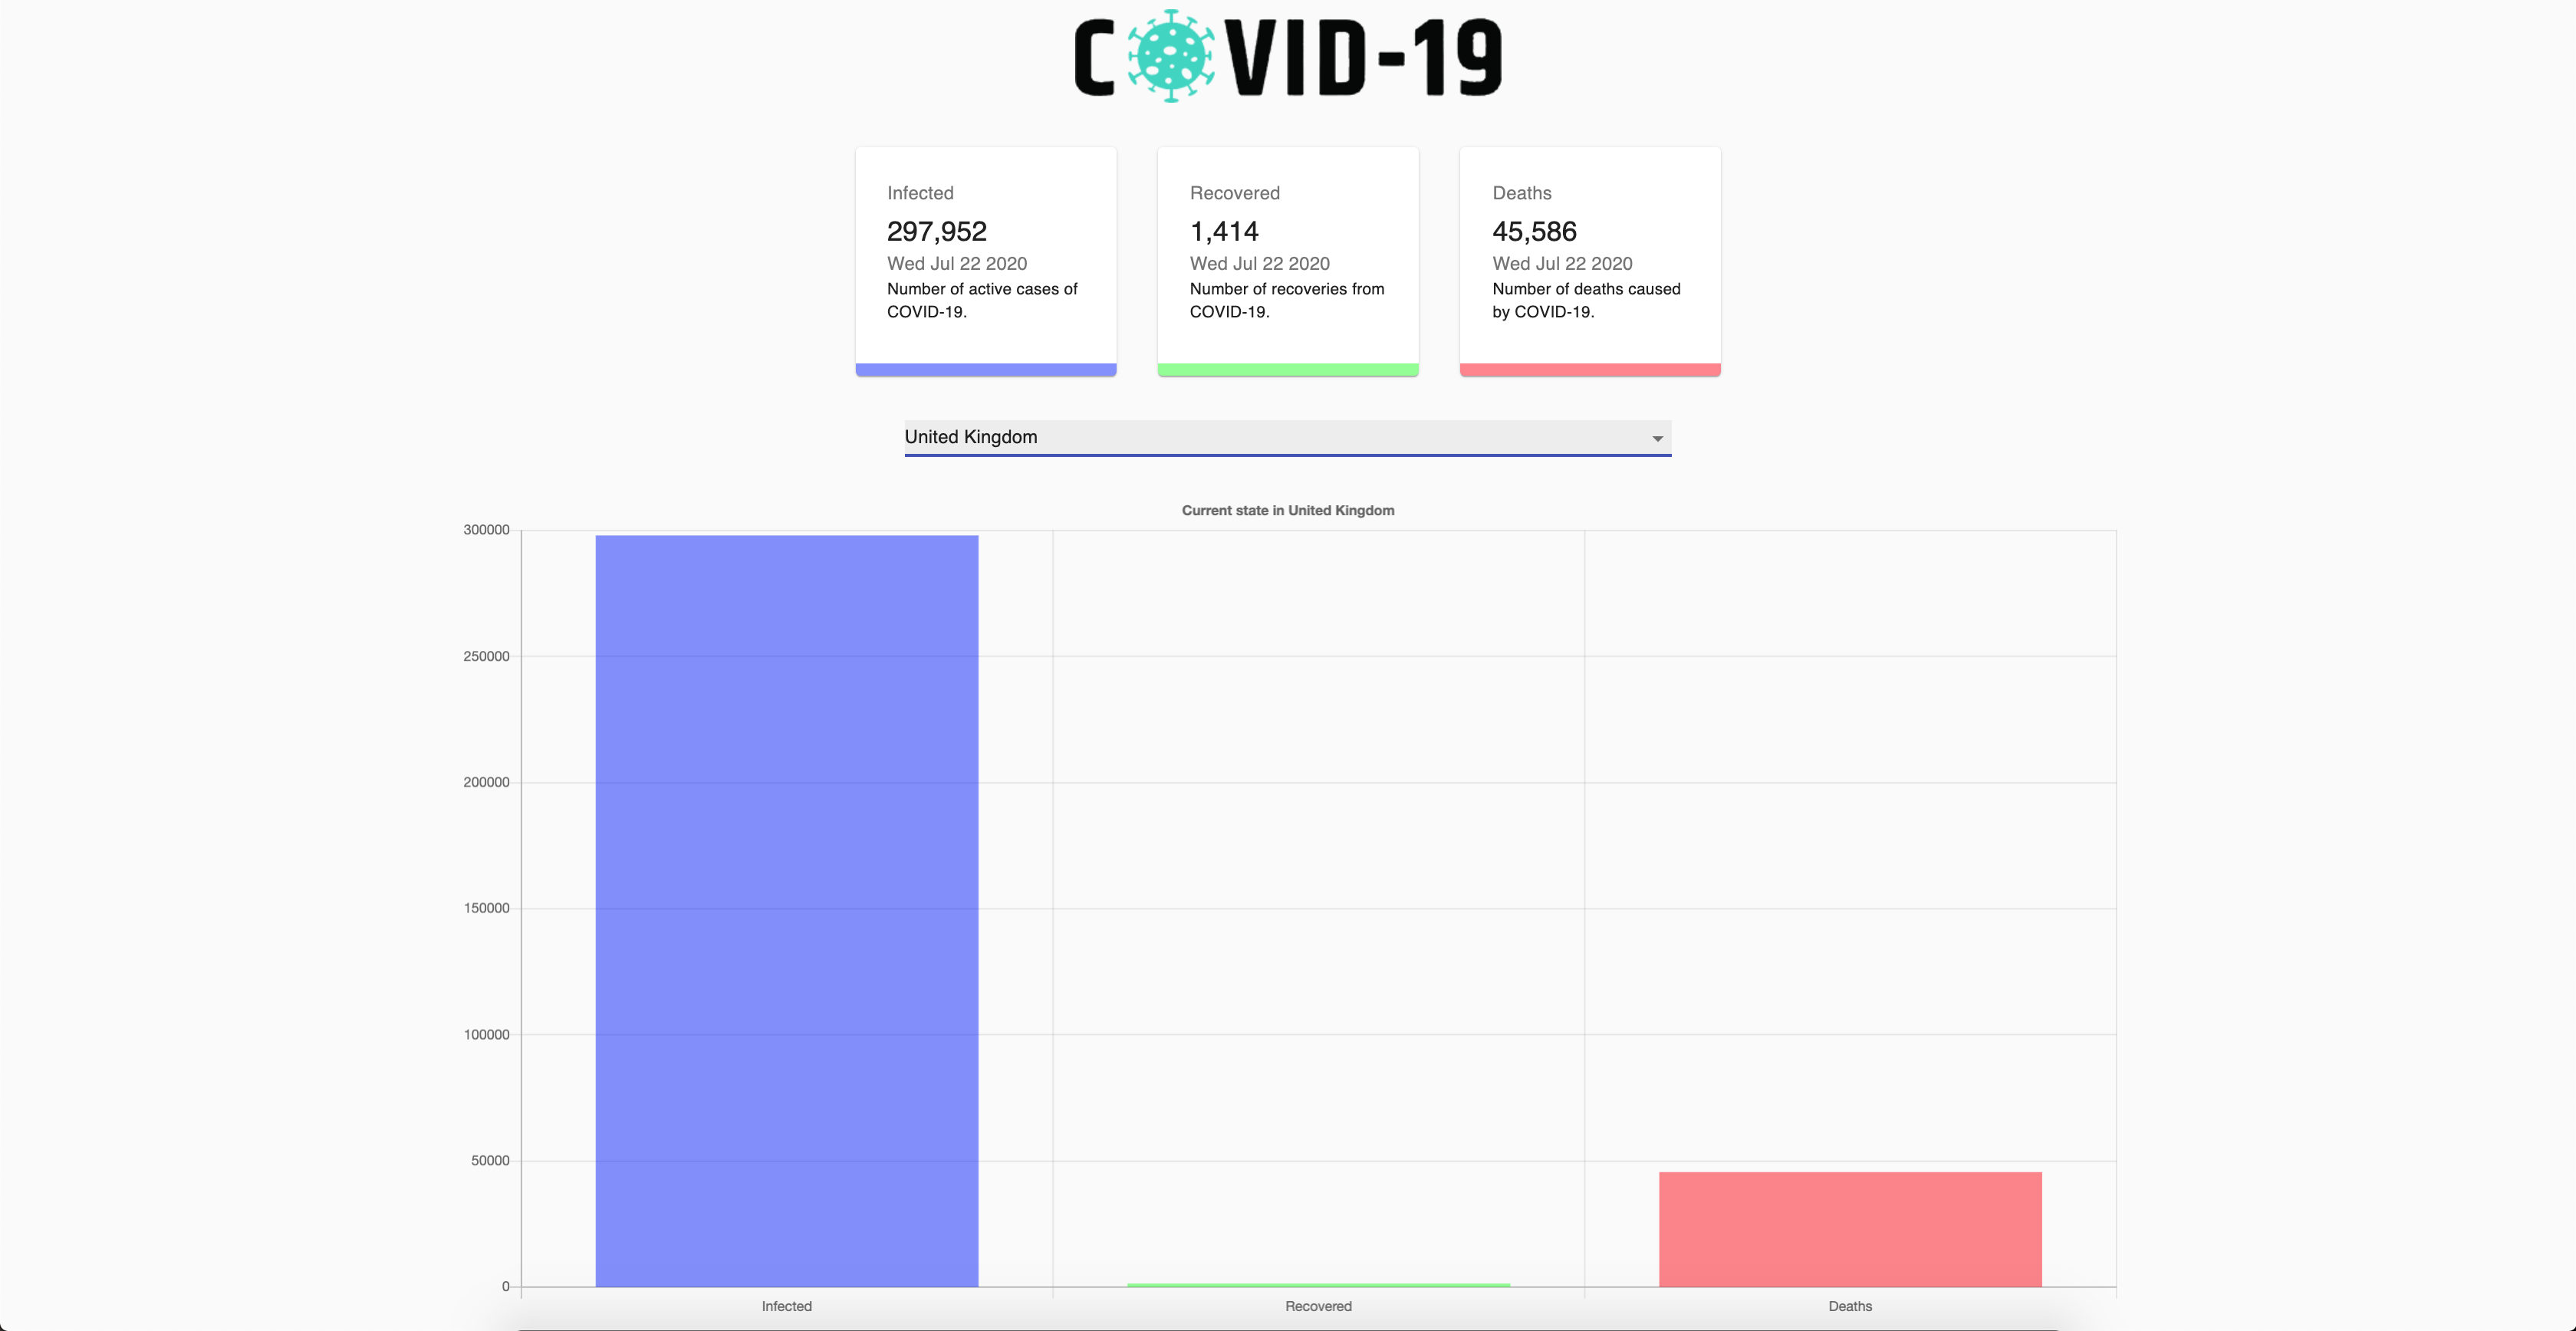 COVID-19
Infected
297,952
Wed Jul 22 2020
Number of active cases of
COVID-19.
Recovered
1,414
Wed Jul 22 2020
Number of recoveries from
COVID-19.
Deaths
45,586
Wed Jul 22 2020
Number of deaths caused
by COVID-19.
United Kingdom
Current state in United Kingdom
300000
250000
200000
150000
100000
50000
0
Infected
Recovered
Deaths